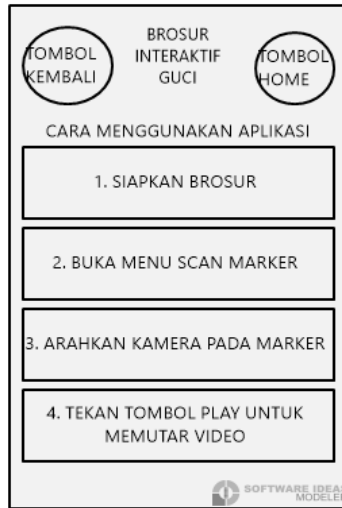 TOMBOL
KEMBALI
BROSUR
INTERAKTIF
GUCI
TOMBOL
HOME
CARA MENGGUNAKAN APLIKASI
1. SIAPKAN BROSUR
2. BUKA MENU SCAN MARKER
3. ARAHKAN KAMERA PADA MARKER
4. TEKAN TOMBOL PLAY UNTUK
MEMUTAR VIDEO
SOFTWARE IDEAS
MODELER